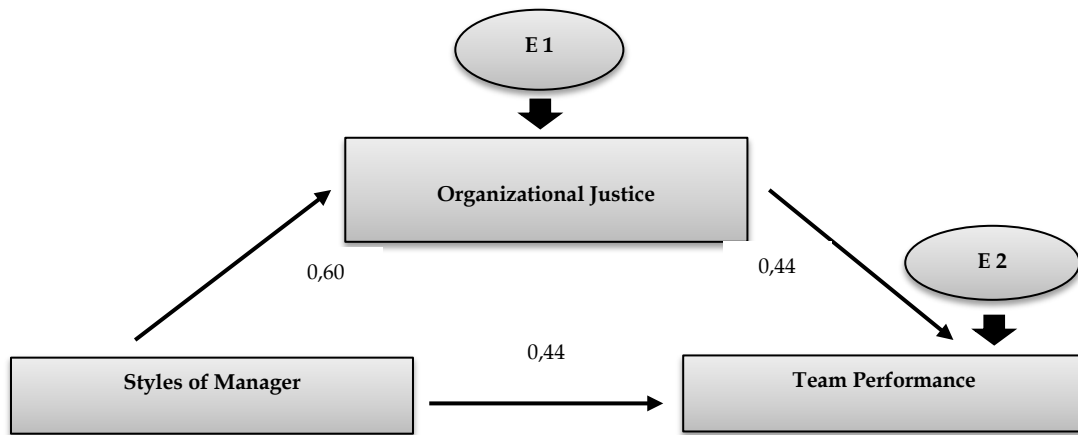 E 1
Organizational Justice
0,60
0,44
E 2
0,44
Styles of Manager
Team Performance